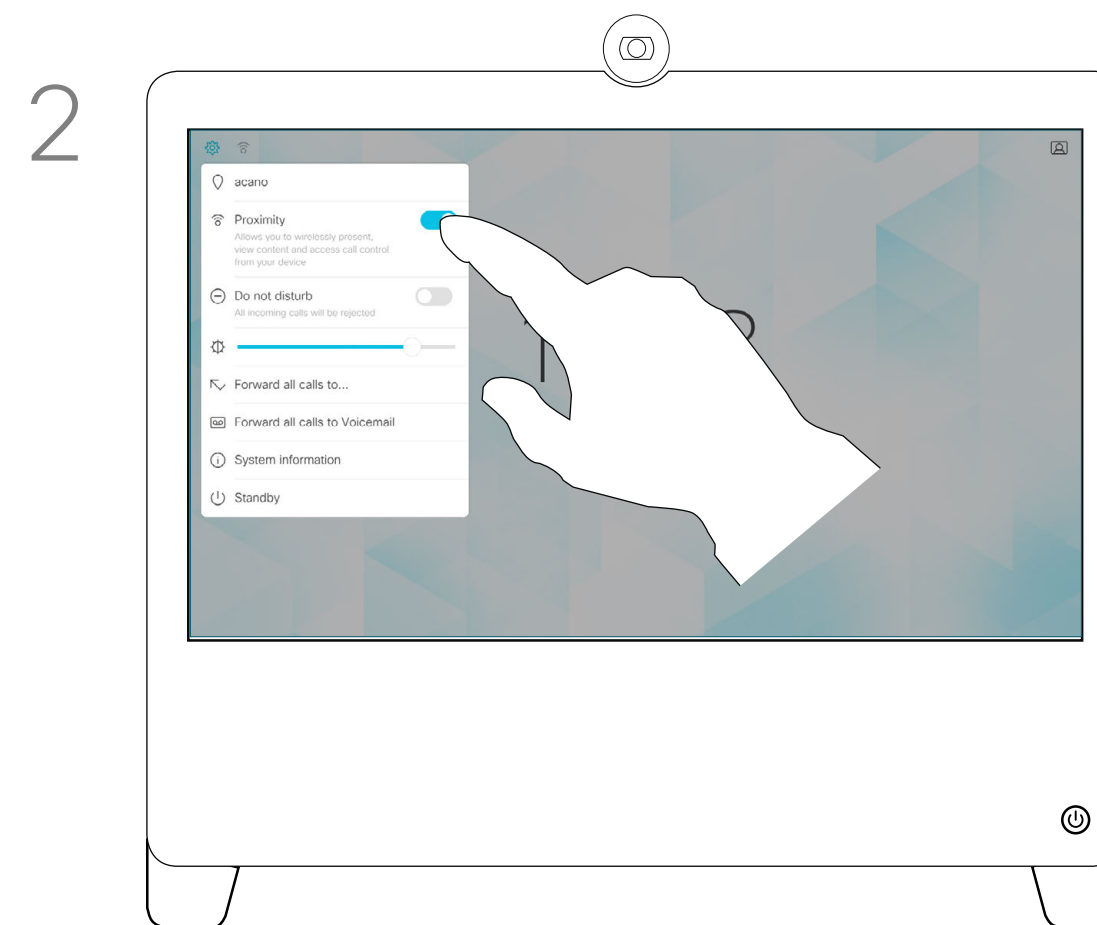 2
acano
Proximity
Allows you to wirelessly present,
view content and access call control
from your device
Do not disturb
All incoming calls will be rejected
Forward all calls to...
Forward all calls to Voicemail
System information
Standby